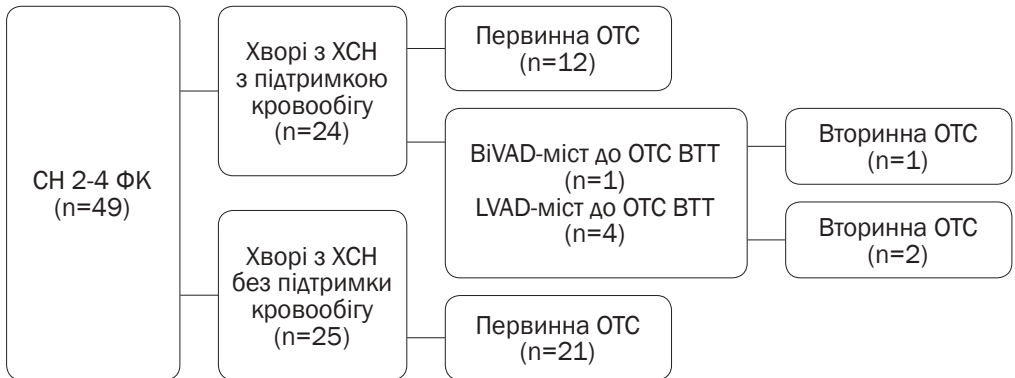 СН 2-4 ФК
(n=49)
Хворі з ХСН
з підтримкою
кровообігу
(n=24)
Хворі з ХСН
без підтримки
кровообігу
(n=25)
Первинна ОТС
(n=12)
BiVAD-міст до ОТС ВТТ
(n=1)
LVAD-міст до ОТС ВТТ
(n=4)
Первинна ОТС
(n=21)
Вторинна ОТС
(n=1)
Вторинна ОТС
(n=2)